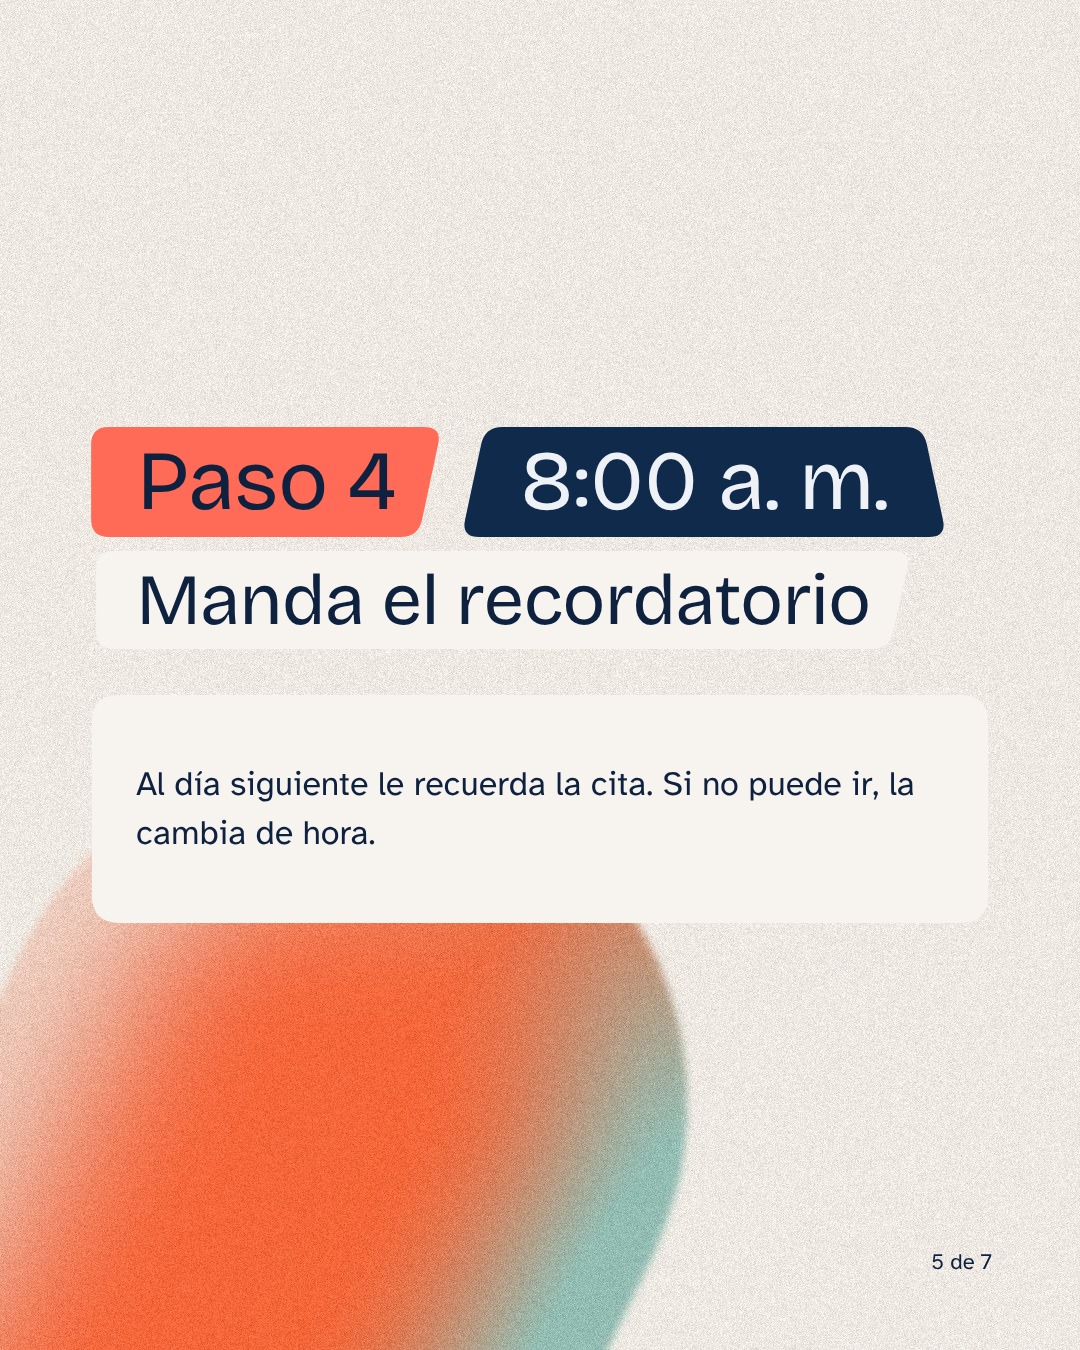 Paso 4 8:00 a. m.
Manda el recordatorio
Al día siguiente le recuerda la cita. Si no puede ir, la
cambia de hora.
5 de 7